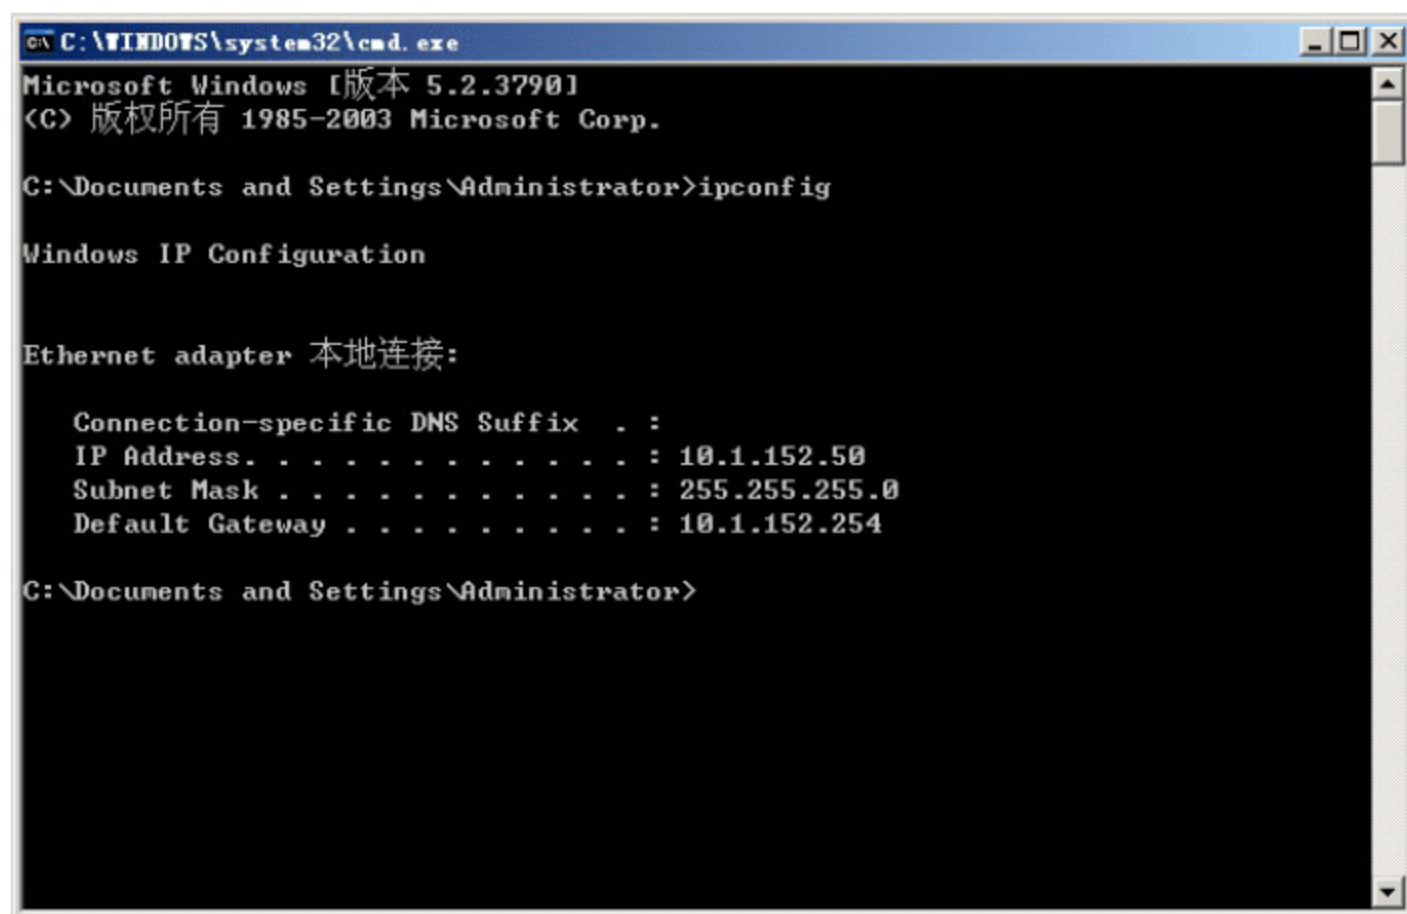 C:\WINDOWS\system32\cmd.exe
Microsoft Windows [版本 5.2.3790]
(C) 版权所有 1985-2003 Microsoft Corp.
C:\Documents and Settings\Administrator>ipconfig
Windows IP Configuration
Ethernet adapter 本地连接:
Connection-specific DNS Suffix  . :
IP Address. . . . . . . . . . . . : 10.1.152.50
Subnet Mask . . . . . . . . . . . : 255.255.255.0
Default Gateway . . . . . . . . . : 10.1.152.254
C:\Documents and Settings\Administrator>